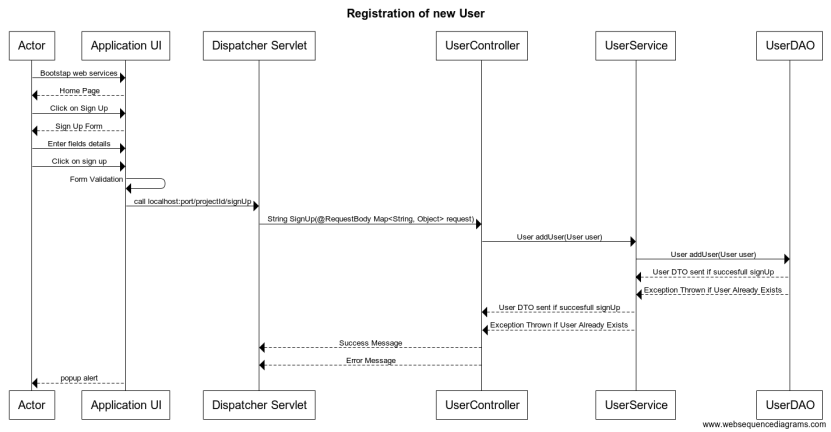 Registration of new User
Actor
Application UI
Dispatcher Servlet
UserController
UserService
UserDAO
Bootstap web services
Home Page
Click on Sign Up
Sign Up Form
Enter fields details
Click on sign up
Form Validation
call localhost:port/projectId/signUp
String SignUp(@RequestBody Map<String, Object> request)
User addUser(User user)
User addUser(User user)
User DTO sent if succesfull signUp
Exception Thrown if User Already Exists
User DTO sent if succesfull signUp
Exception Thrown if User Already Exists
Success Message
Error Message
popup alert
Actor
Application UI
Dispatcher Servlet
UserController
UserService
UserDAO
www.websequencediagrams.com